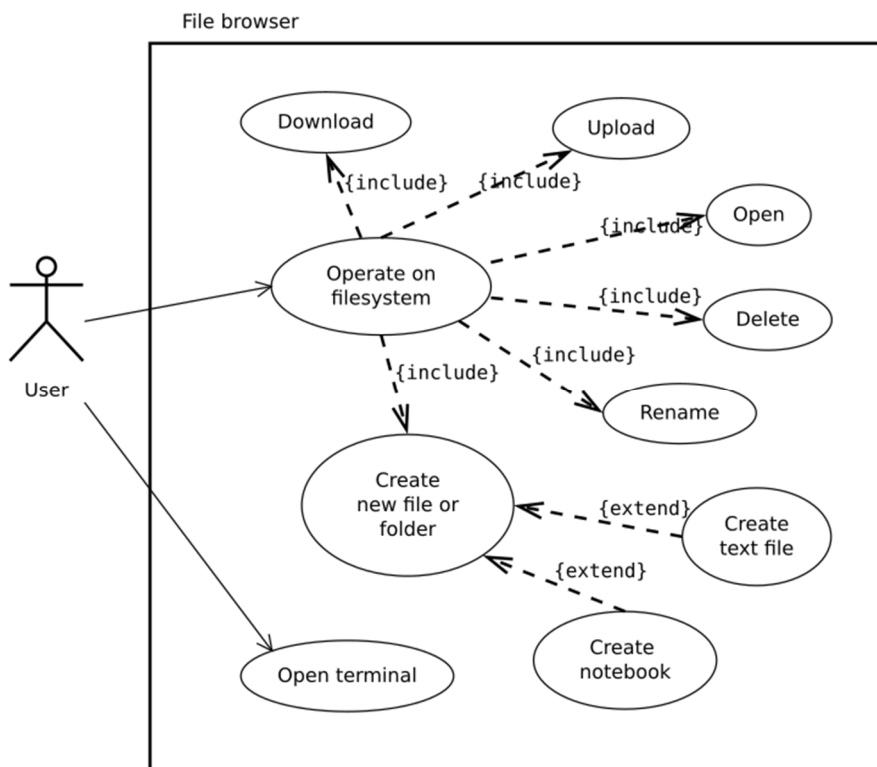 File browser
Download
Upload
{include}
{include}
Open
{include}
Operate on
filesystem
{include}
Delete
User
{include}
{include}
Rename
Create
new file or
folder
{extend}
Create
text file
{extend}
Create
notebook
Open terminal